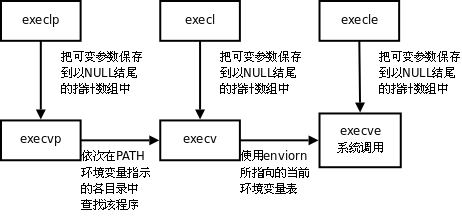 execlp
execl
execle
把可变参数保存
到以NULL结尾
的指针数组中
把可变参数保存
到以NULL结尾
的指针数组中
把可变参数保存
到以NULL结尾
的指针数组中
execvp
execv
execve
系统调用
依次在PATH
环境变量指示
的各目录中
查找该程序
使用enviorn
所指向的当前
环境变量表